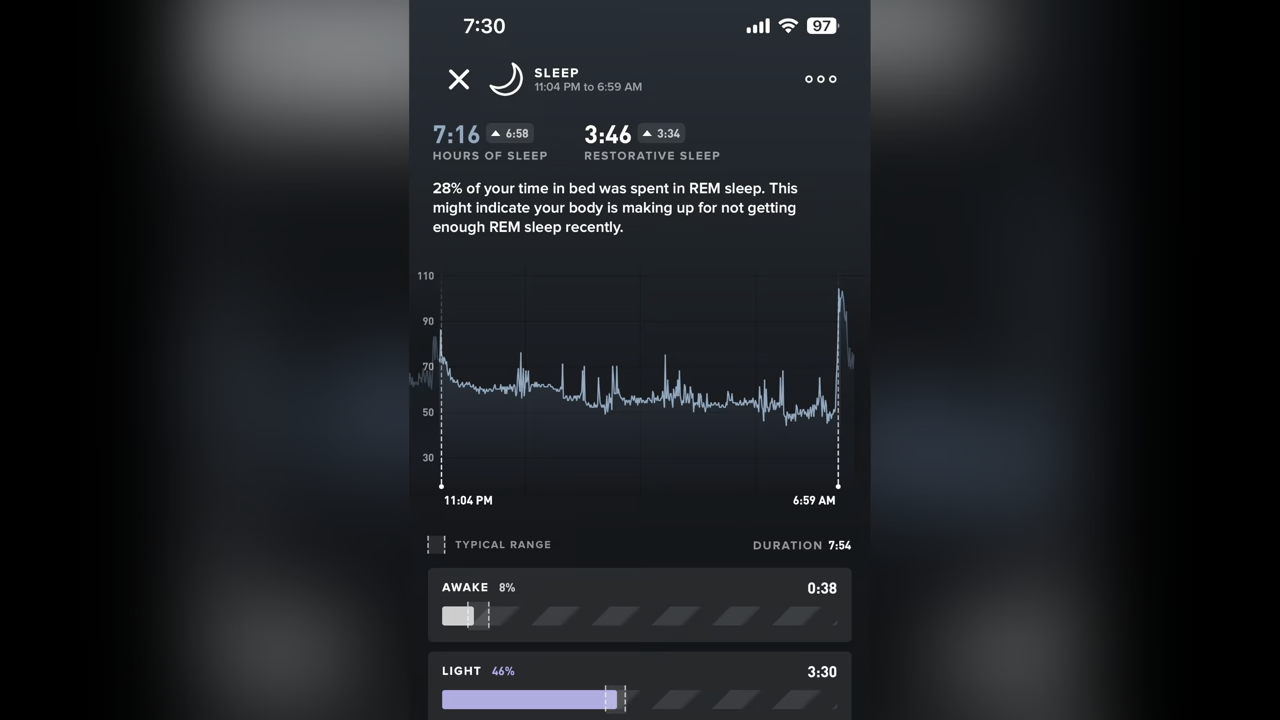 7:30
97
SLEEP
11:04 PM to 6:59 AM
7:16 6:58 3:46 3:34
HOURS OF SLEEP RESTORATIVE SLEEP
28% of your time in bed was spent in REM sleep. This
might indicate your body is making up for not getting
enough REM sleep recently.
110
90
70
50
30
11:04 PM 6:59 AM
TYPICAL RANGE DURATION 7:54
AWAKE 8% 0:38
LIGHT 46% 3:30